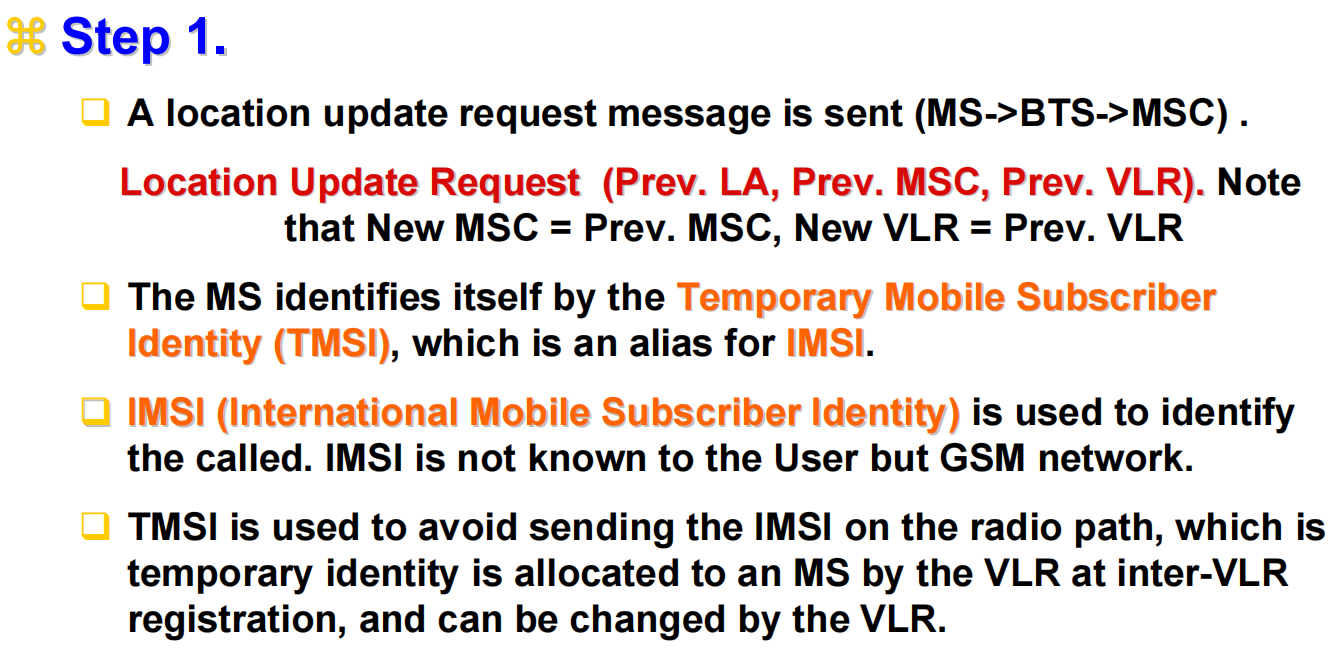 ⌘ Step 1.
❑ A location update request message is sent (MS->BTS->MSC) .
Location Update Request (Prev. LA, Prev. MSC, Prev. VLR). Note
that New MSC = Prev. MSC, New VLR = Prev. VLR
❑ The MS identifies itself by the Temporary Mobile Subscriber
Identity (TMSI), which is an alias for IMSI.
❑ IMSI (International Mobile Subscriber Identity) is used to identify
the called. IMSI is not known to the User but GSM network.
❑ TMSI is used to avoid sending the IMSI on the radio path, which is
temporary identity is allocated to an MS by the VLR at inter-VLR
registration, and can be changed by the VLR.